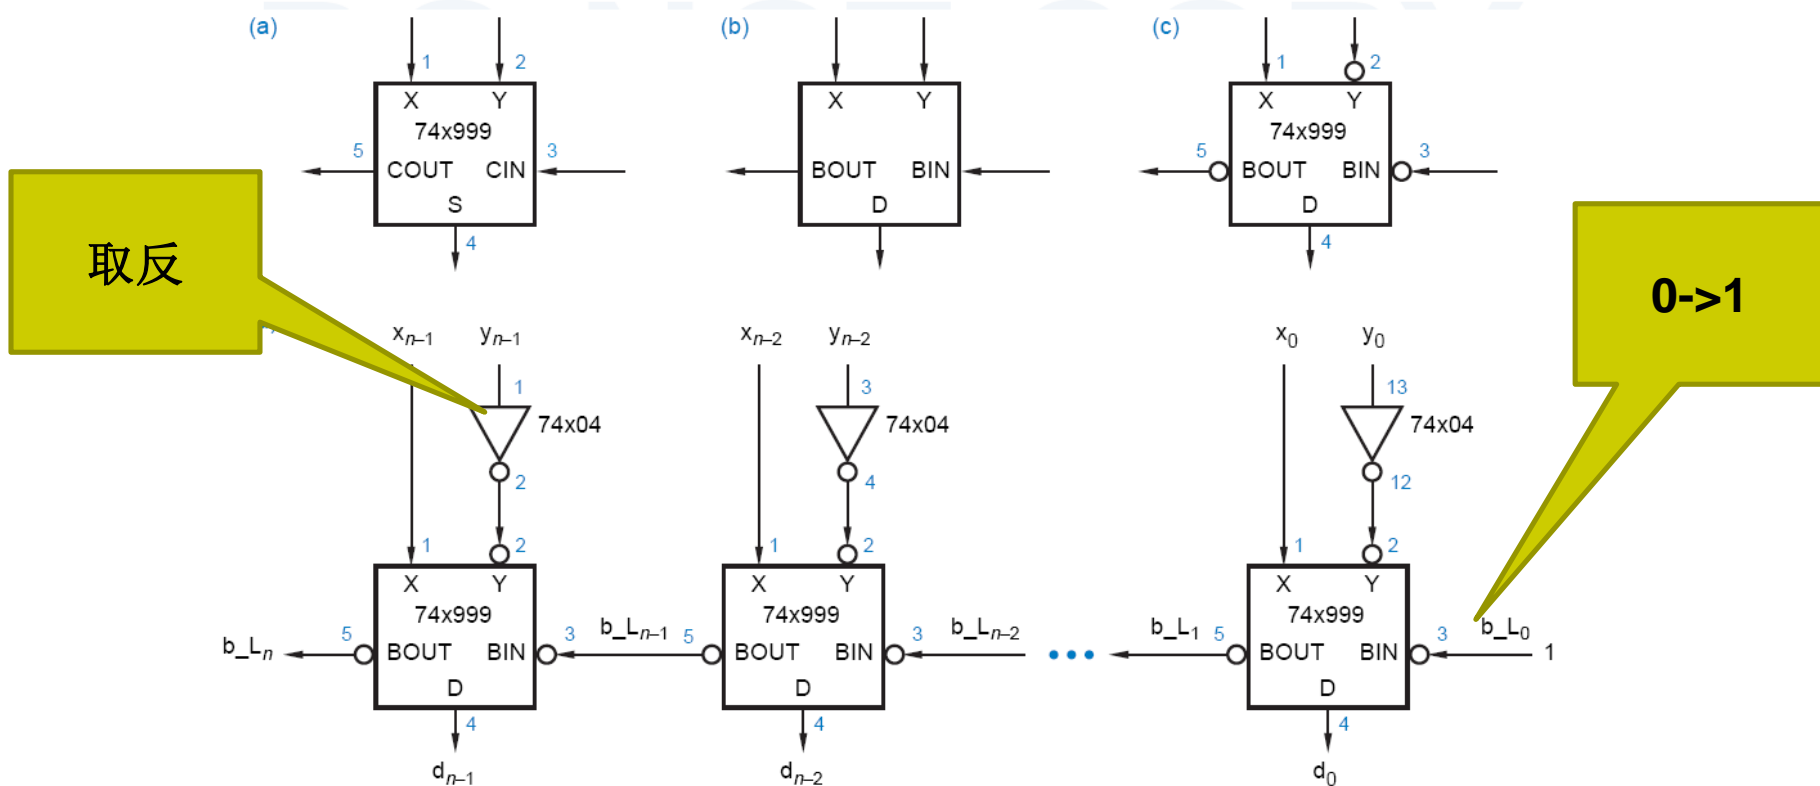 (a) (b) (c)
1 2 1 2
X Y X Y X Y
74x999 74x999
5 COUT CIN 3 BOUT BIN 5 BOUT BIN 3
S D D
4 4
取反
0->1
xn–1 yn–1 xn–2 yn–2 x0 y0
1 3 13
74x04 74x04 74x04
2 4 12
1 2 1 2 1 2
X Y X Y X Y
74x999 74x999 74x999
b_Ln 5 BOUT BIN 3 b_Ln–1 5 BOUT BIN 3 b_Ln–2 ••• b_L1 5 BOUT BIN 3 b_L0 1
D D D
4 4 4
dn–1 dn–2 d0